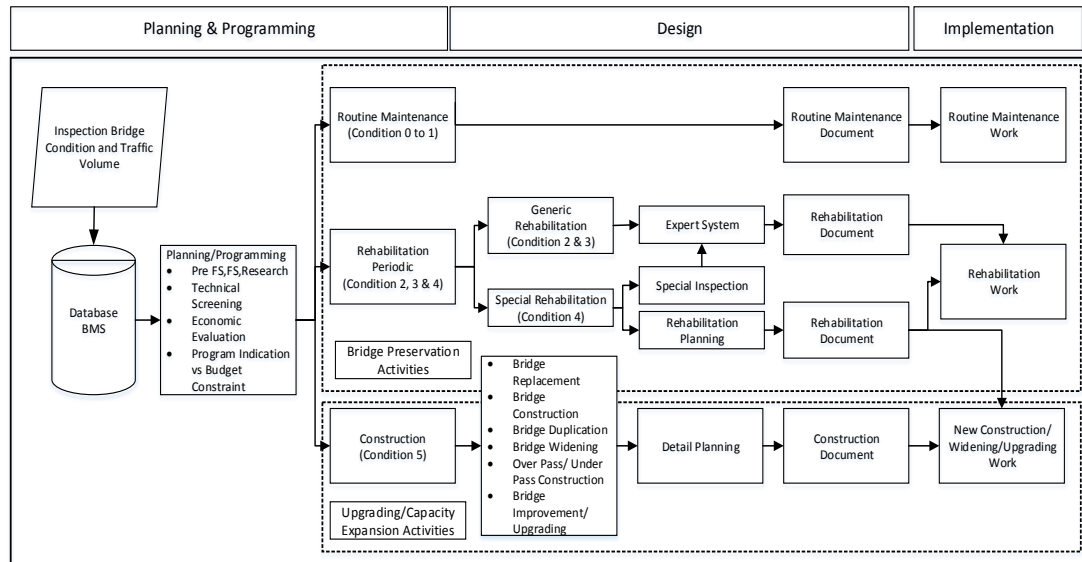 Planning & Programming
Design
Implementation
Inspection Bridge
Condition and Traffic
Volume
Database
BMS
Planning/Programming
• Pre FS,FS,Research
• Technical
Screening
• Economic
Evaluation
• Program Indication
vs Budget
Constraint
Routine Maintenance
(Condition 0 to 1)
Routine Maintenance
Document
Routine Maintenance
Work
Rehabilitation
Periodic
(Condition 2, 3 & 4)
Generic
Rehabilitation
(Condition 2 & 3)
Expert System
Rehabilitation
Document
Rehabilitation
Work
Special Rehabilitation
(Condition 4)
Special Inspection
Rehabilitation
Planning
Rehabilitation
Document
Bridge Preservation
Activities
Construction
(Condition 5)
• Bridge
Replacement
• Bridge
Construction
• Bridge Duplication
• Bridge Widening
• Over Pass/ Under
Pass Construction
• Bridge
Improvement/
Upgrading
Detail Planning
Construction
Document
New Construction/
Widening/Upgrading
Work
Upgrading/Capacity
Expansion Activities